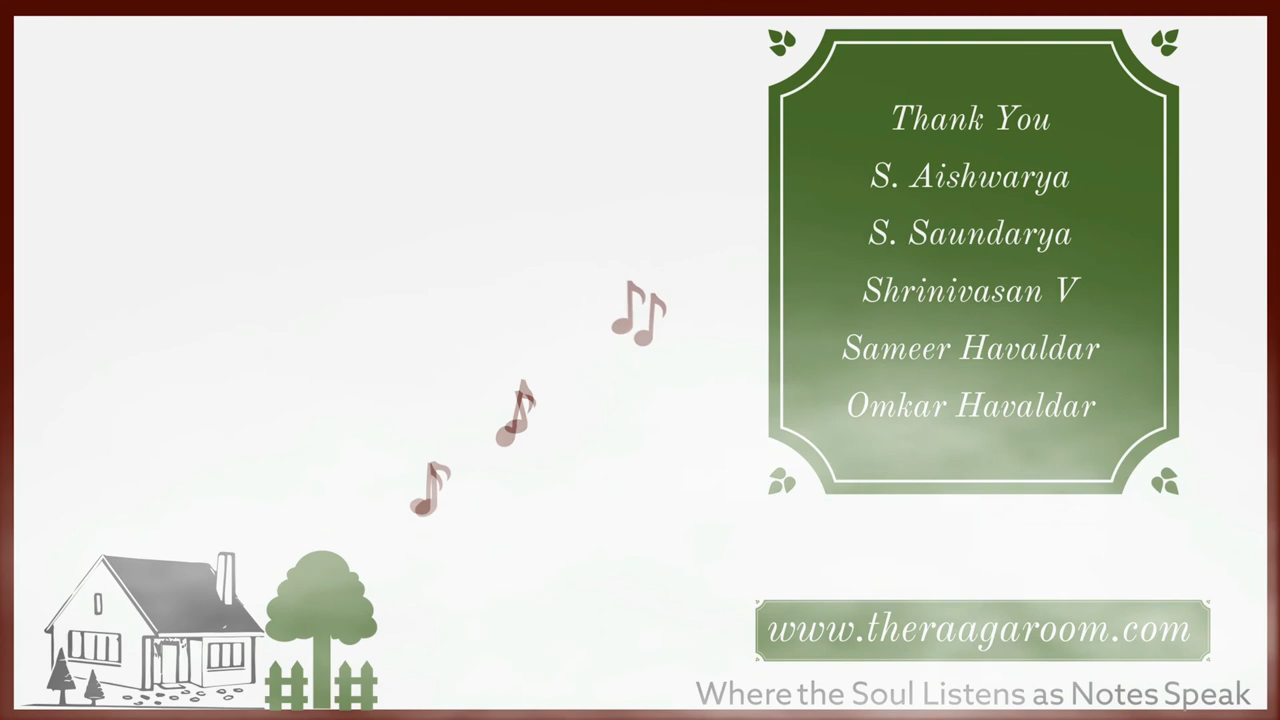 Thank You
S. Aishwarya
S. Saundarya
Shrinivasan V
Sameer Havaldar
Omkar Havaldar
www.theraagaroom.com
Where the Soul Listens as Notes Speak